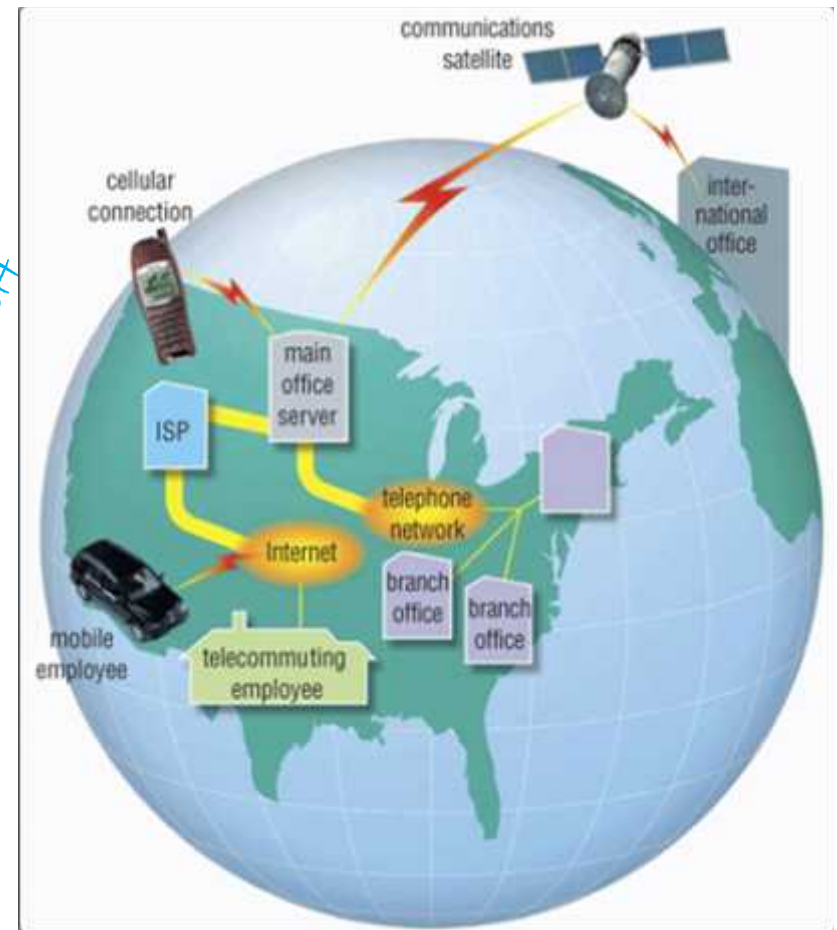 communications
satellite
cellular
connection
inter-
national
office
main
office
server
ISP
telephone
network
Internet
branch
office
branch
office
mobile
employee
telecommuting
employee